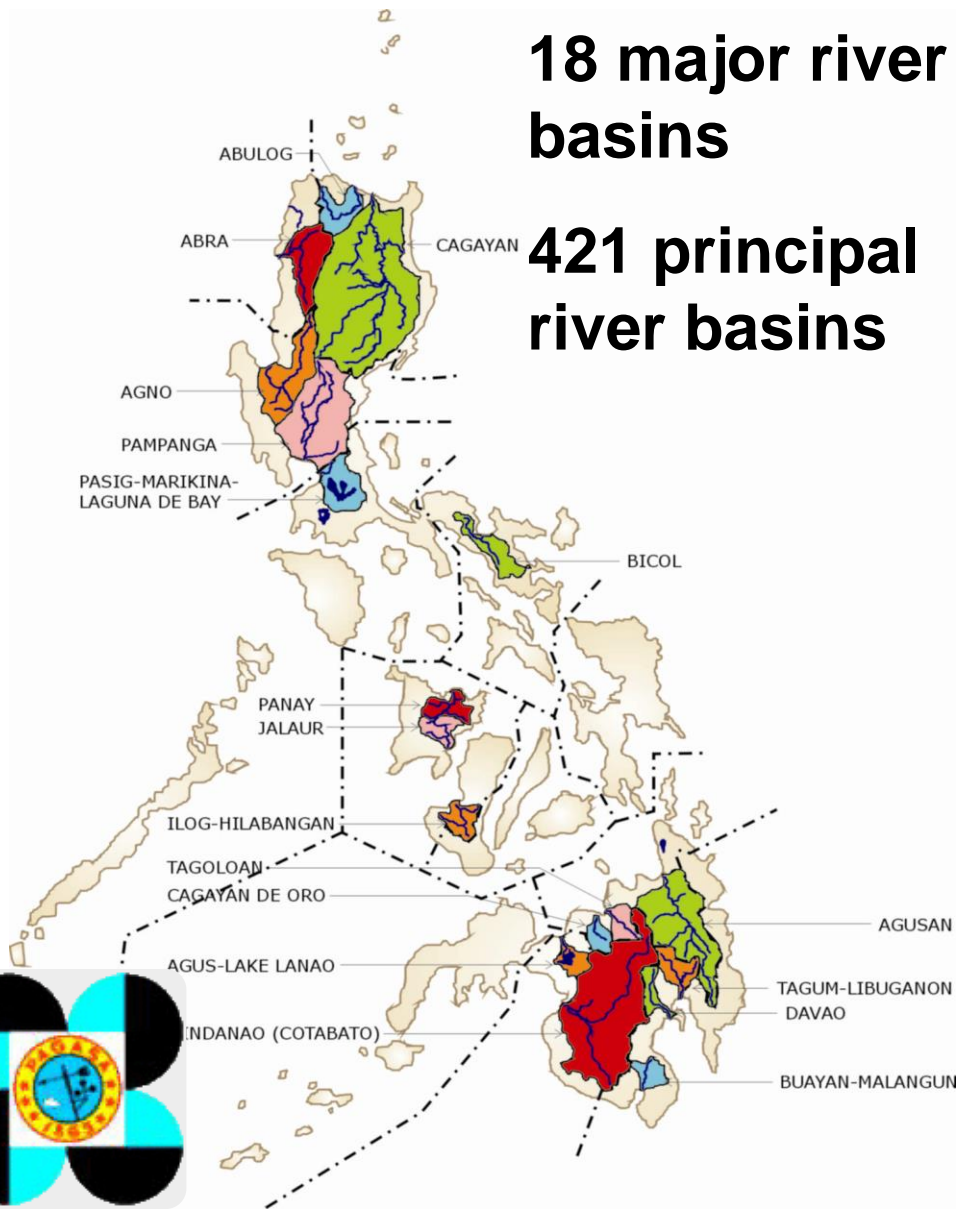 18 major river
basins
421 principal
river basins
ABULOG
ABRA
CAGAYAN
AGNO
PAMPANGA
PASIG-MARIKINA-
LAGUNA DE BAY
BICOL
PANAY
JALAUR
ILOG-HILABANGAN
TAGOLOAN
CAGAYAN DE ORO
AGUSAN
AGUS-LAKE LANAO
TAGUM-LIBUGANON
DAVAO
INDANAO (COTABATO)
BUAYAN-MALANGUN
PAGASA